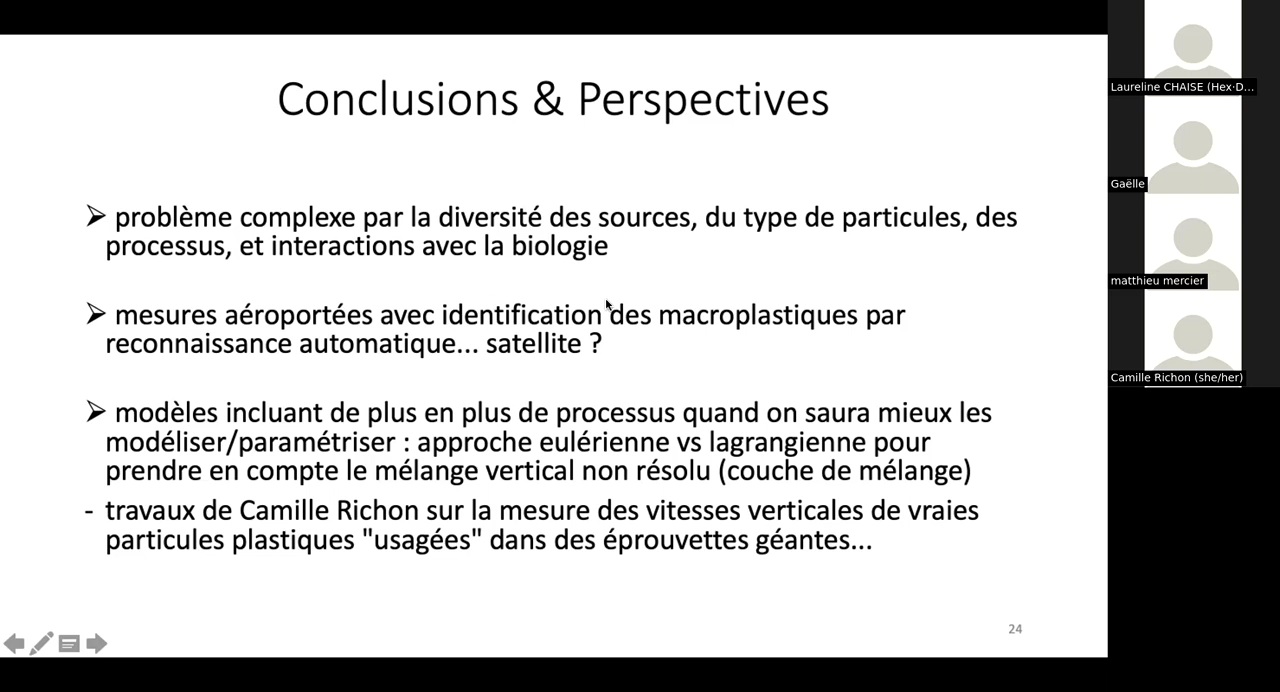 Conclusions & Perspectives
➢ problème complexe par la diversité des sources, du type de particules, des
processus, et interactions avec la biologie
➢ mesures aéroportées avec identification des macroplastiques par
reconnaissance automatique... satellite ?
➢ modèles incluant de plus en plus de processus quand on saura mieux les
modéliser/paramétriser : approche eulérienne vs lagrangienne pour
prendre en compte le mélange vertical non résolu (couche de mélange)
- travaux de Camille Richon sur la mesure des vitesses verticales de vraies
particules plastiques "usagées" dans des éprouvettes géantes...
24
Laureline CHAISE (Hex·D...
Gaëlle
matthieu mercier
Camille Richon (she/her)